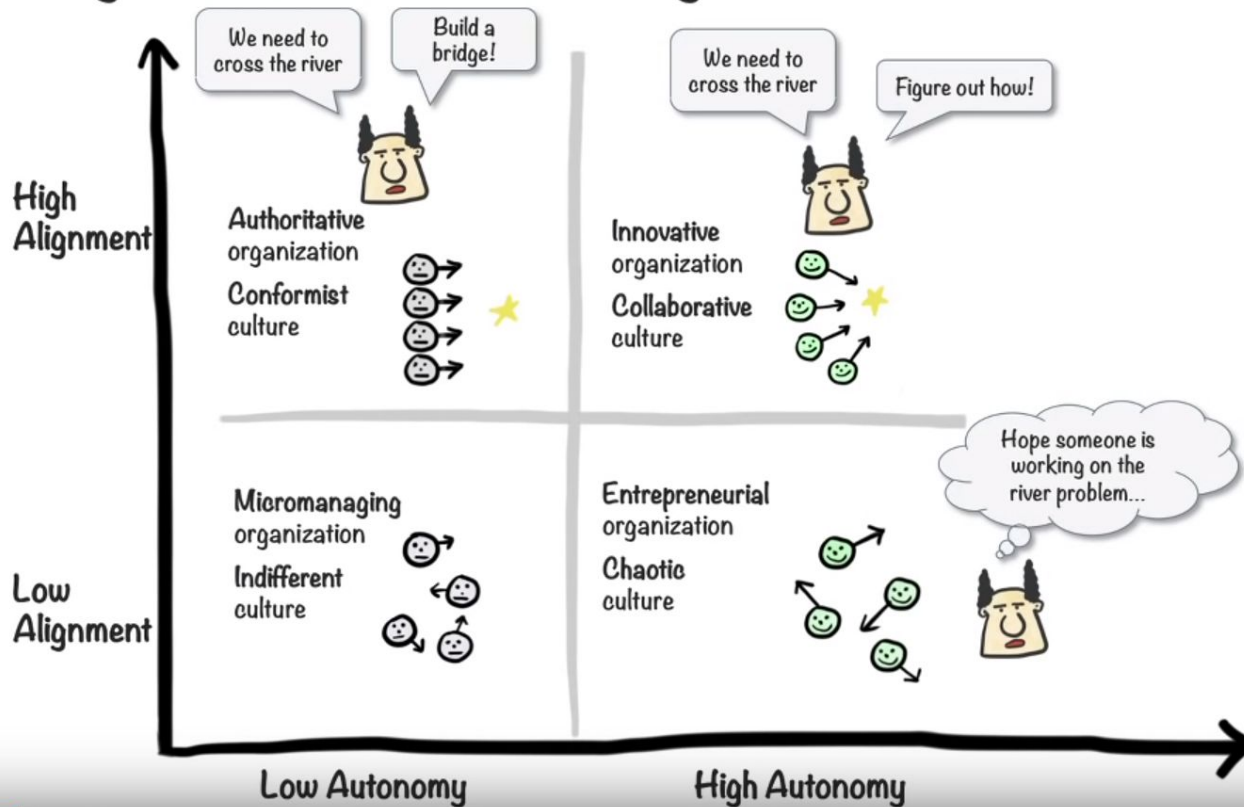 We need to
cross the river
Build a
bridge!
We need to
cross the river
Figure out how!
High
Alignment
Authoritative
organization
Conformist
culture
Innovative
organization
Collaborative
culture
Hope someone is
working on the
river problem...
Low
Alignment
Micromanaging
organization
Indifferent
culture
Entrepreneurial
organization
Chaotic
culture
Low Autonomy
High Autonomy